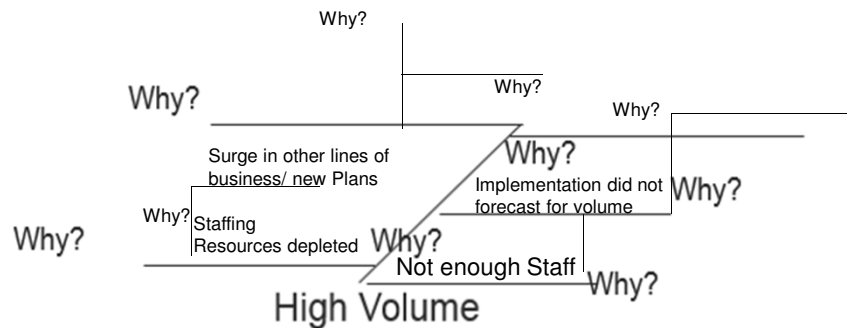 Why?
Why?
Why?
Why?
Why?
Surge in other lines of
business/ new Plans
Implementation did not
forecast for volume
Why?
Why?
Staffing
Resources depleted
Why?
Why?
Not enough Staff
Why?
High Volume